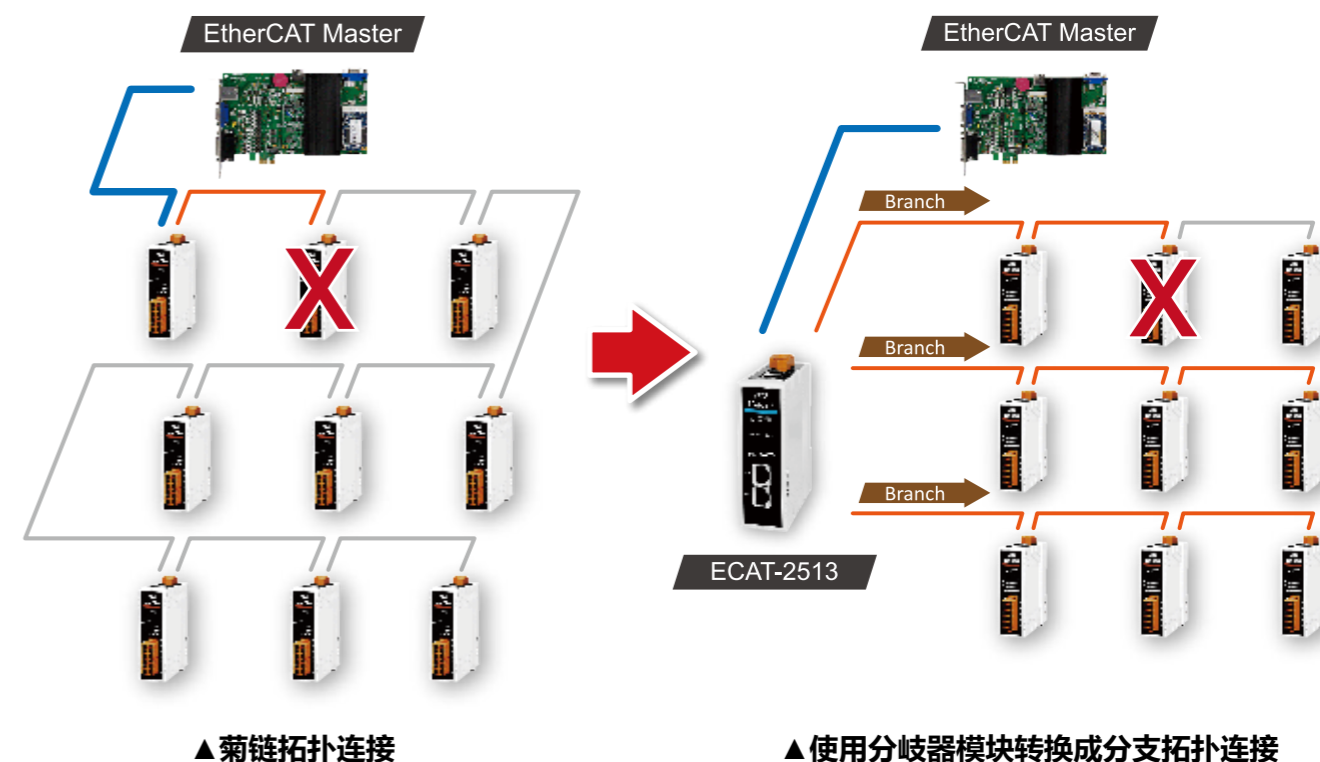 EtherCAT Master
EtherCAT Master
Branch
X
X
Branch
Branch
ECAT-2513
▲菊链拓扑连接
▲使用分岐器模块转换成分支拓扑连接